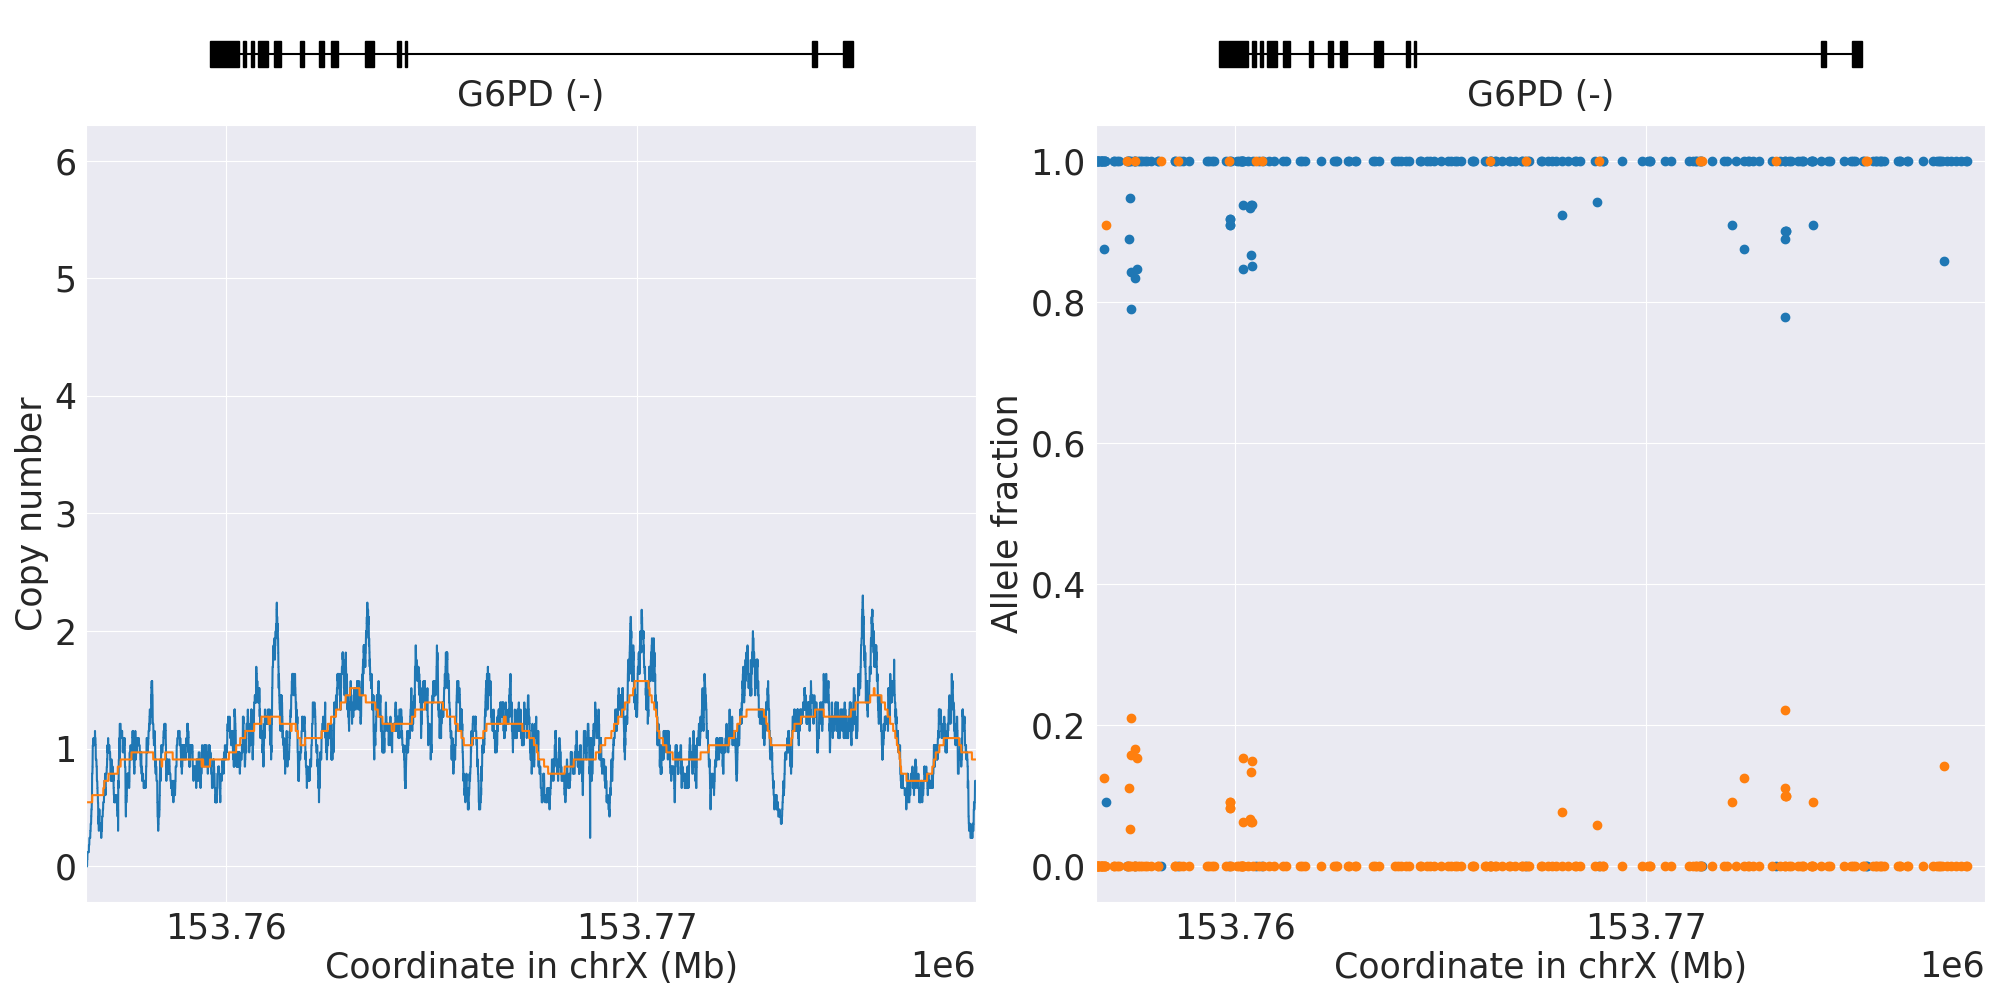 G6PD (-)
6
5
4
3
2
1
0
Copy number
153.76
153.77
Coordinate in chrX (Mb)
1e6
G6PD (-)
1.0
0.8
0.6
0.4
0.2
0.0
Allele fraction
153.76
153.77
Coordinate in chrX (Mb)
1e6